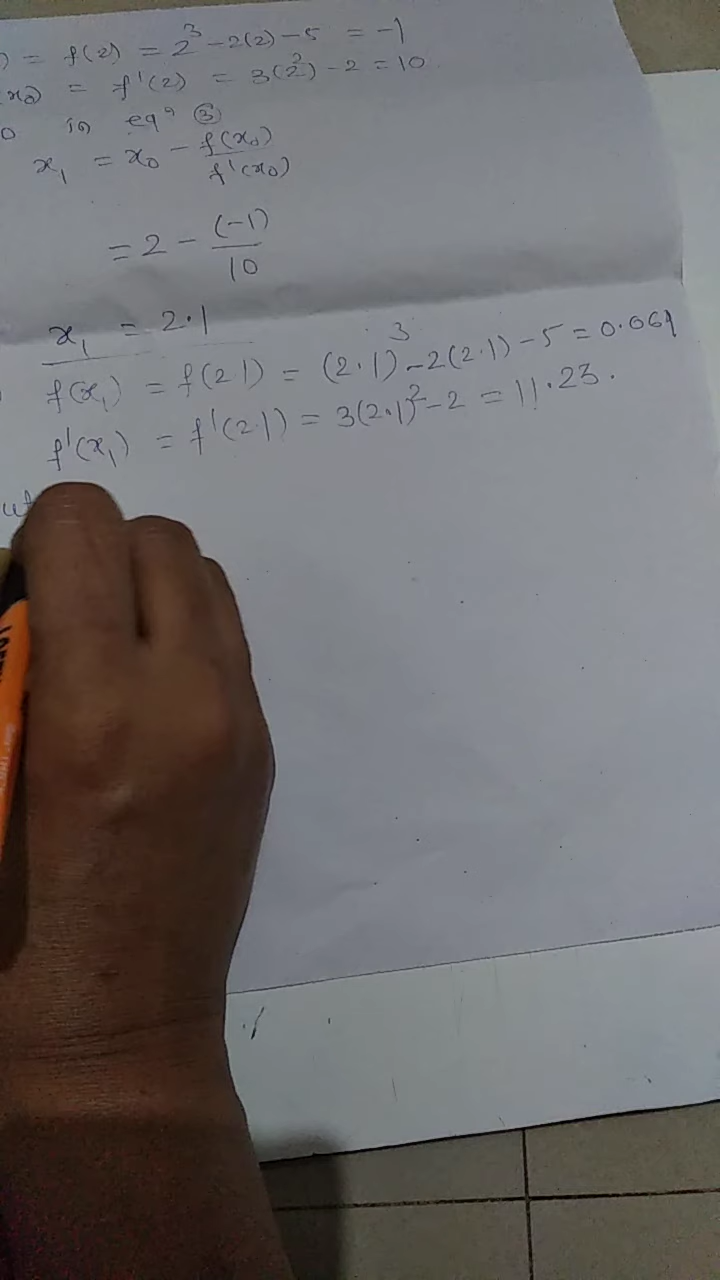 ) = f(2) = 2³ - 2(2) - 5 = -1
(x₀) = f'(2) = 3(2²) - 2 = 10
0 in eqⁿ ③
x₁ = x₀ - f(x₀)/f'(x₀)
= 2 - (-1)/10
x₁ = 2.1
f(x₁) = f(2.1) = (2.1)³ - 2(2.1) - 5 = 0.061
f'(x₁) = f'(2.1) = 3(2.1)² - 2 = 11.23.
ut